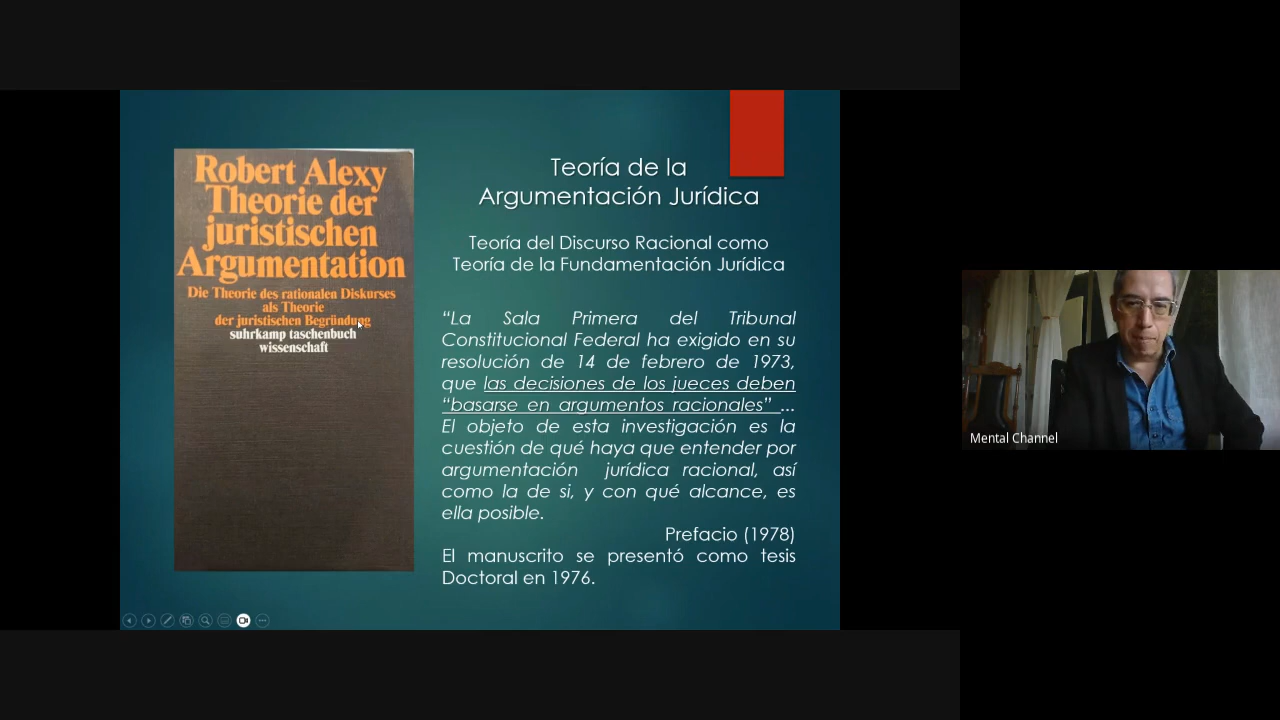 Robert Alexy
Theorie der
juristischen
Argumentation
Die Theorie des rationalen Diskurses
als Theorie
der juristischen Begründung
suhrkamp taschenbuch
wissenschaft
Teoría de la
Argumentación Jurídica
Teoría del Discurso Racional como
Teoría de la Fundamentación Jurídica
“La Sala Primera del Tribunal
Constitucional Federal ha exigido en su
resolución de 14 de febrero de 1973,
que las decisiones de los jueces deben
“basarse en argumentos racionales” ...
El objeto de esta investigación es la
cuestión de qué haya que entender por
argumentación jurídica racional, así
como la de si, y con qué alcance, es
ella posible.
Prefacio (1978)
El manuscrito se presentó como tesis
Doctoral en 1976.
Mental Channel